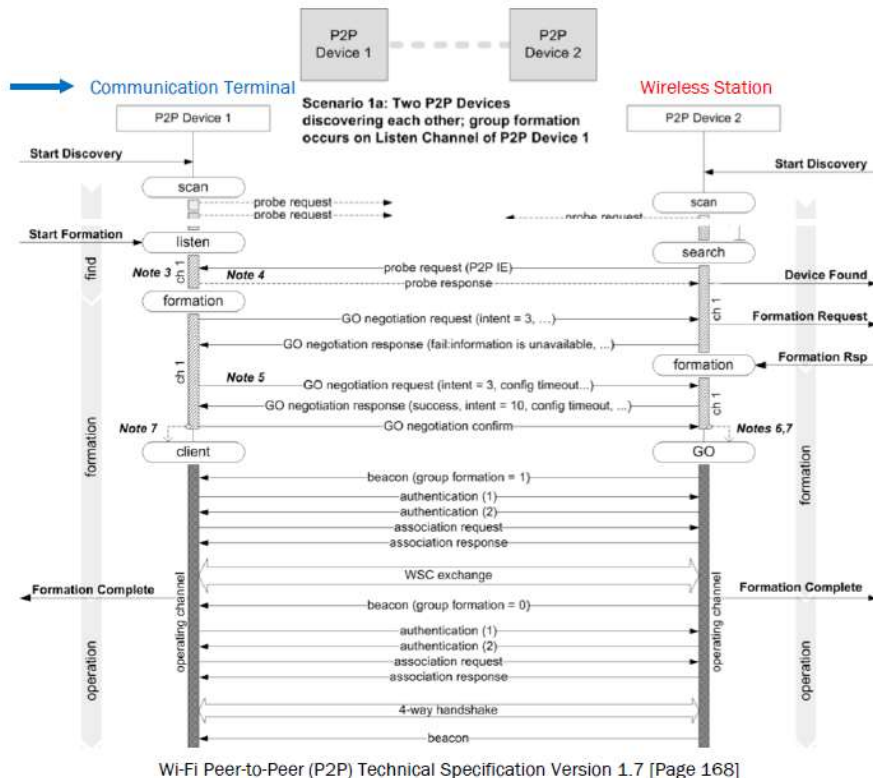 P2P
Device 1
P2P
Device 2
Communication Terminal
Wireless Station
Scenario 1a: Two P2P Devices
discovering each other; group formation
occurs on Listen Channel of P2P Device 1
P2P Device 1
P2P Device 2
Start Discovery
Start Discovery
scan
scan
probe request
probe request
probe request
Start Formation
listen
search
find
Note 3
ch 1
Note 4
probe request (P2P IE)
probe response
Device Found
ch 1
formation
GO negotiation request (intent = 3, ...)
Formation Request
GO negotiation response (fail:information is unavailable, ...)
formation
Formation Rsp
ch 1
Note 5
GO negotiation request (intent = 3, config timeout...)
GO negotiation response (success, intent = 10, config timeout, ...)
ch 1
Note 7
GO negotiation confirm
Notes 6,7
client
GO
formation
formation
beacon (group formation = 1)
authentication (1)
authentication (2)
association request
association response
WSC exchange
Formation Complete
Formation Complete
beacon (group formation = 0)
operating channel
operating channel
authentication (1)
authentication (2)
association request
association response
operation
operation
4-way handshake
beacon
Wi-Fi Peer-to-Peer (P2P) Technical Specification Version 1.7 [Page 168]